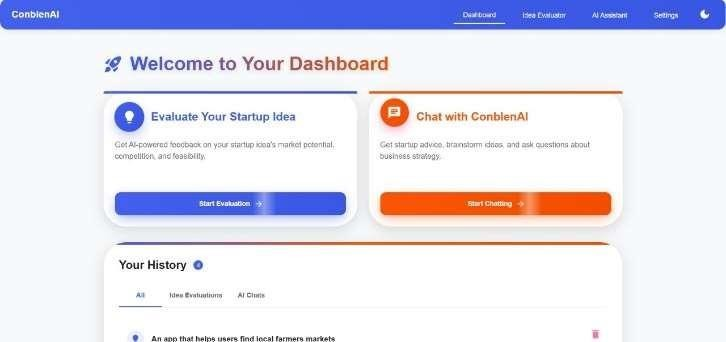 ConblenAI
Dashboard
Idea Evaluator
AI Assistant
Settings
Welcome to Your Dashboard
Evaluate Your Startup Idea
Get AI-powered feedback on your startup idea's market potential,
competition, and feasibility.
Start Evaluation
Chat with ConblenAI
Get startup advice, brainstorm ideas, and ask questions about
business strategy.
Start Chatting
Your History
All
Idea Evaluations
AI Chats
An app that helps users find local farmers markets